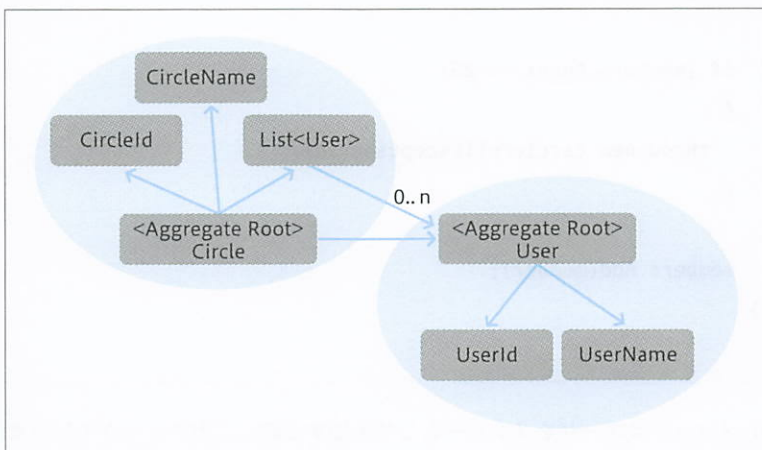 CircleName
CircleId
List<User>
0.. n
<Aggregate Root>
Circle
<Aggregate Root>
User
UserId
UserName